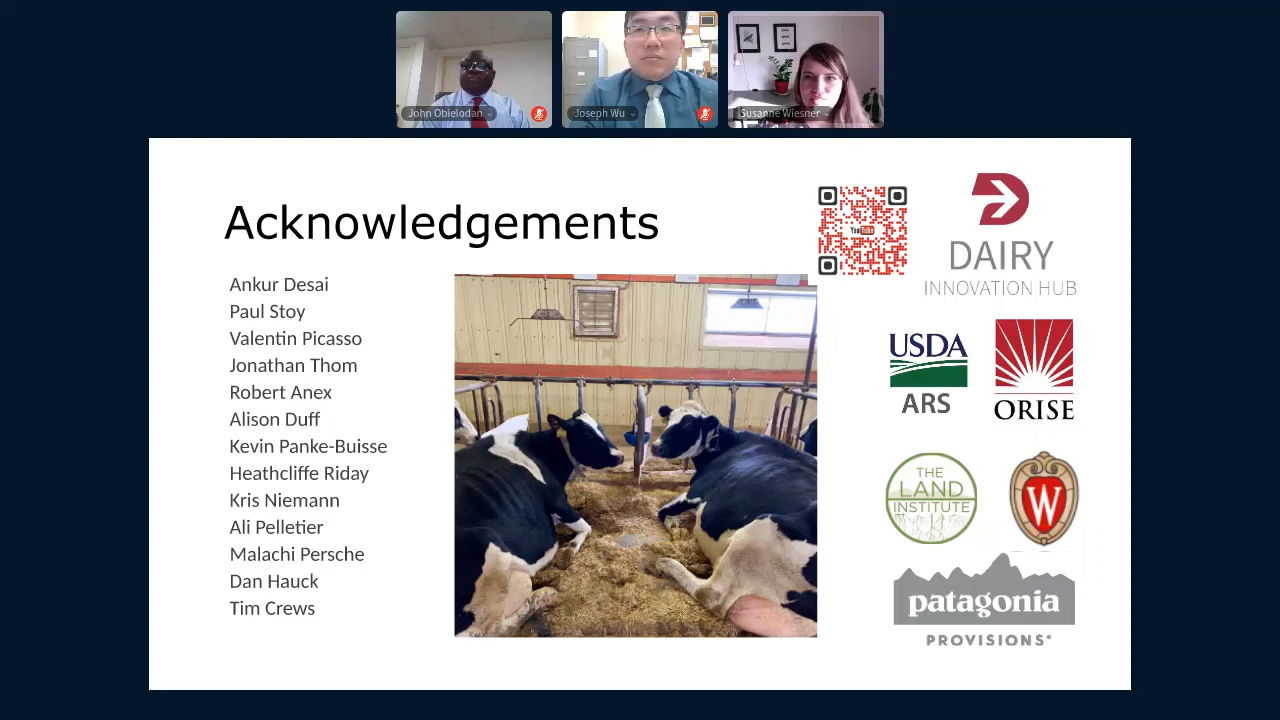 John Obielodan
Joseph Wu
Susanne Wiesner
Acknowledgements
Ankur Desai
Paul Stoy
Valentin Picasso
Jonathan Thom
Robert Anex
Alison Duff
Kevin Panke-Buisse
Heathcliffe Riday
Kris Niemann
Ali Pelletier
Malachi Persche
Dan Hauck
Tim Crews
YouTube
DAIRY
INNOVATION HUB
USDA
ARS
ORISE
THE
LAND
INSTITUTE
W
patagonia
PROVISIONS®